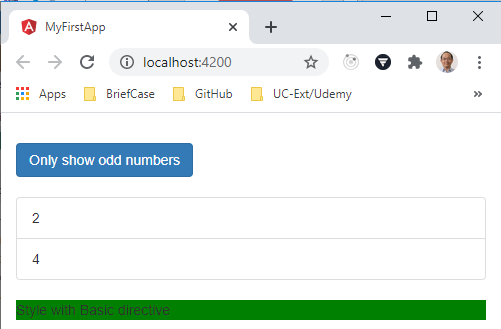 MyFirstApp
localhost:4200
Apps BriefCase GitHub UC-Ext/Udemy
Only show odd numbers
2
4
Style with Basic directive